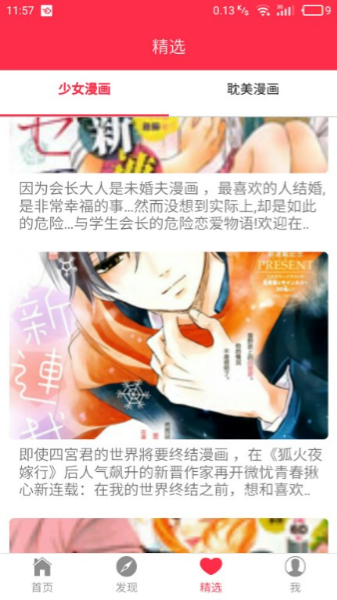 11:57
0.13 K/s
9
精选
少女漫画
耽美漫画
因为会长大人是未婚夫漫画 ，最喜欢的人结婚,
是非常幸福的事...然而没想到实际上,却是如此
的危险...与学生会长的危险恋爱物语!欢迎在..
PRESENT
新連載
即使四宮君的世界將要终结漫画 ，在《狐火夜
嫁行》后人气飙升的新晋作家再开微忧青春揪
心新连载：在我的世界终结之前，想和喜欢..
首页
发现
精选
我